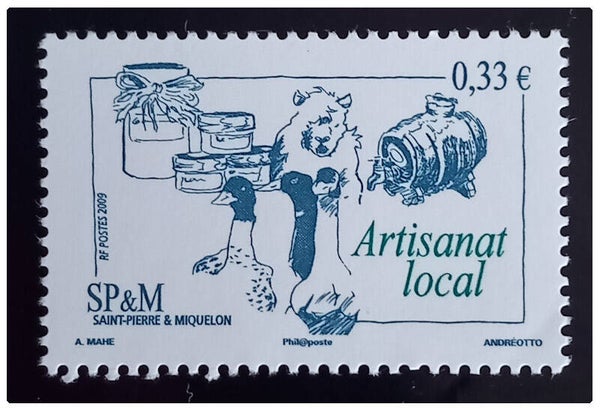 0,33 €
RF POSTES 2009
Artisanat
local
SP&M
SAINT-PIERRE & MIQUELON
A. MAHE
Phil@poste
ANDRÉOTTO